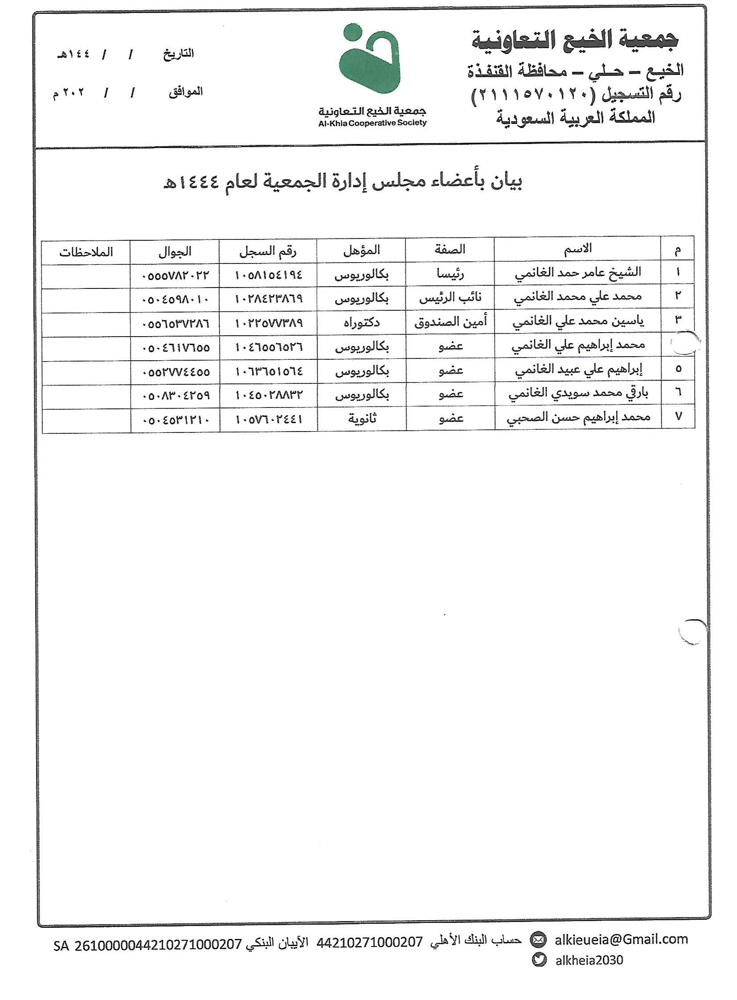 جمعية الخيع التعاونية
الخيع – حلي – محافظة القنفذة
رقم التسجيل (٢١١١٥٧٠١٢٠)
المملكة العربية السعودية
جمعية الخيع التعاونية
Al-Khia Cooperative Society
التاريخ / / ١٤٤هـ
الموافق / / ٢٠٢م
بيان بأعضاء مجلس إدارة الجمعية لعام ١٤٤٤هـ
م الاسم الصفة المؤهل رقم السجل الجوال الملاحظات
١ الشيخ عامر حمد الغانمي رئيسا بكالوريوس ١٠٥٨١٥٤١٩٤ ٠٥٥٥٧٨٢٠٢٢
٢ محمد علي محمد الغانمي نائب الرئيس بكالوريوس ١٠٢٨٤٢٣٨٦٩ ٠٥٠٤٥٩٨٠١٠
٣ ياسين محمد علي الغانمي أمين الصندوق دكتوراه ١٠٢٢٥٧٧٣٨٩ ٠٥٥٦٥٣٧٢٨٦
محمد إبراهيم علي الغانمي عضو بكالوريوس ١٠٤٦٥٥٦٥٢٦ ٠٥٠٤٦١٧٦٥٥
٥ إبراهيم علي عبيد الغانمي عضو بكالوريوس ١٠٦٣٦٥١٥٦٤ ٠٥٥٢٧٧٤٤٥٥
٦ بارقي محمد سويدي الغانمي عضو بكالوريوس ١٠٤٥٠٢٨٨٣٢ ٠٥٠٨٣٠٤٢٥٩
٧ محمد إبراهيم حسن الصحبي عضو ثانوية ١٠٥٧٦٠٢٤٤١ ٠٥٠٤٥٣١٢١٠
alkieueia@Gmail.com حساب البنك الأهلي 44210271000207 الآيبان البنكي SA 2610000044210271000207
alkheia2030